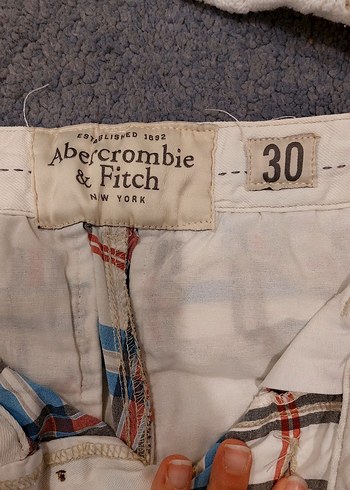 ESTABLISHED 1892
Abercrombie
& Fitch
NEW YORK
30